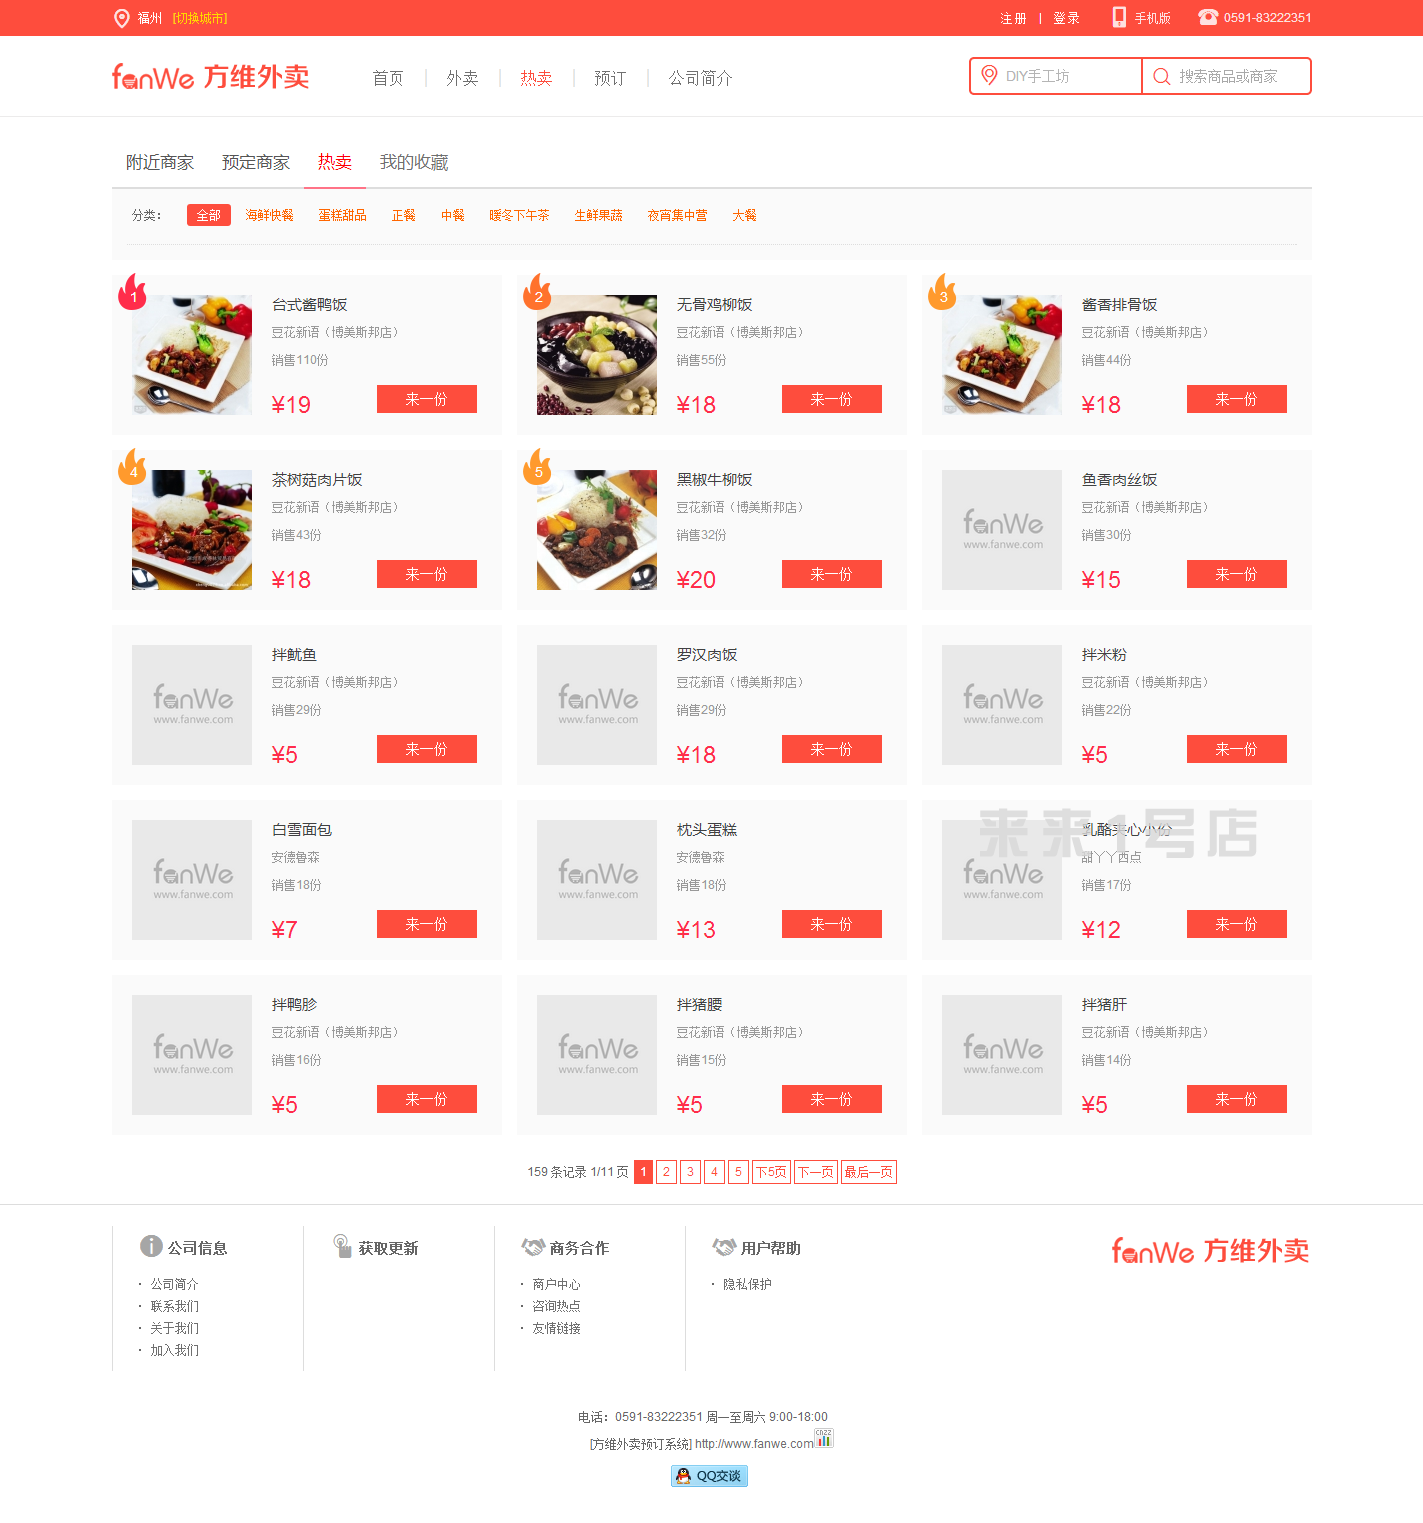 福州 [切换城市] 注册 | 登录 手机版 0591-83222351
fanWe 方维外卖 首页 外卖 热卖 预订 公司简介 DIY手工坊 搜索商品或商家
附近商家 预定商家 热卖 我的收藏
分类： 全部 海鲜快餐 蛋糕甜品 正餐 中餐 暖冬下午茶 生鲜果蔬 夜宵集中营 大餐
1 台式酱鸭饭
豆花新语（博美斯邦店）
销售110份
¥19 来一份
2 无骨鸡柳饭
豆花新语（博美斯邦店）
销售55份
¥18 来一份
3 酱香排骨饭
豆花新语（博美斯邦店）
销售44份
¥18 来一份
4 茶树菇肉片饭
豆花新语（博美斯邦店）
销售43份
¥18 来一份
5 黑椒牛柳饭
豆花新语（博美斯邦店）
销售32份
¥20 来一份
fanWe
www.fanwe.com
鱼香肉丝饭
豆花新语（博美斯邦店）
销售30份
¥15 来一份
fanWe
www.fanwe.com
拌鱿鱼
豆花新语（博美斯邦店）
销售29份
¥5 来一份
fanWe
www.fanwe.com
罗汉肉饭
豆花新语（博美斯邦店）
销售29份
¥18 来一份
fanWe
www.fanwe.com
拌米粉
豆花新语（博美斯邦店）
销售22份
¥5 来一份
fanWe
www.fanwe.com
白雪面包
安德鲁森
销售18份
¥7 来一份
fanWe
www.fanwe.com
枕头蛋糕
安德鲁森
销售18份
¥13 来一份
来来1号店
fanWe
www.fanwe.com
乳酪夹心小份
甜丫丫西点
销售17份
¥12 来一份
fanWe
www.fanwe.com
拌鸭胗
豆花新语（博美斯邦店）
销售16份
¥5 来一份
fanWe
www.fanwe.com
拌猪腰
豆花新语（博美斯邦店）
销售15份
¥5 来一份
fanWe
www.fanwe.com
拌猪肝
豆花新语（博美斯邦店）
销售14份
¥5 来一份
159 条记录 1/11 页 1 2 3 4 5 下5页 下一页 最后一页
公司信息
· 公司简介
· 联系我们
· 关于我们
· 加入我们
获取更新
商务合作
· 商户中心
· 咨询热点
· 友情链接
用户帮助
· 隐私保护
fanWe 方维外卖
电话：0591-83222351 周一至周六 9:00-18:00
[方维外卖预订系统] http://www.fanwe.com CNZZ
QQ交谈